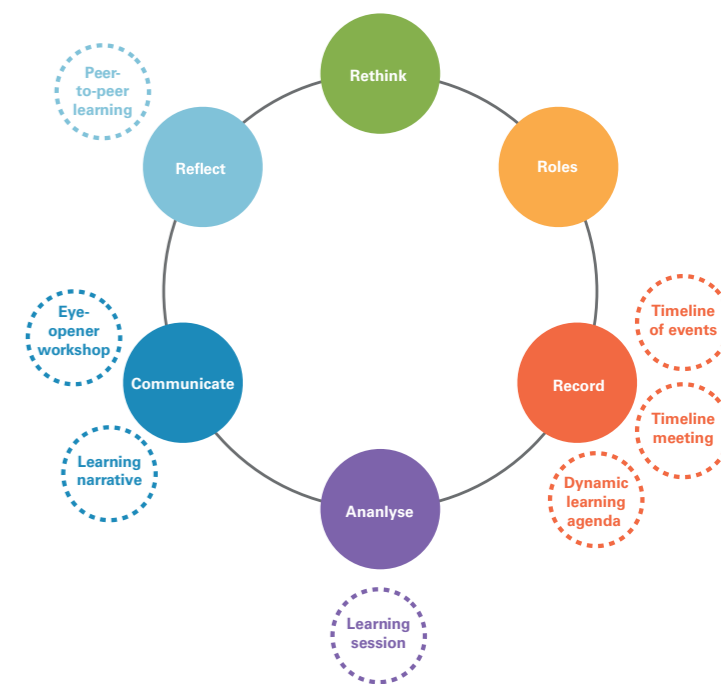 Rethink
Peer-
to-peer
learning
Reflect
Roles
Eye-
opener
workshop
Timeline
of events
Communicate
Record
Timeline
meeting
Learning
narrative
Dynamic
learning
agenda
Ananlyse
Learning
session